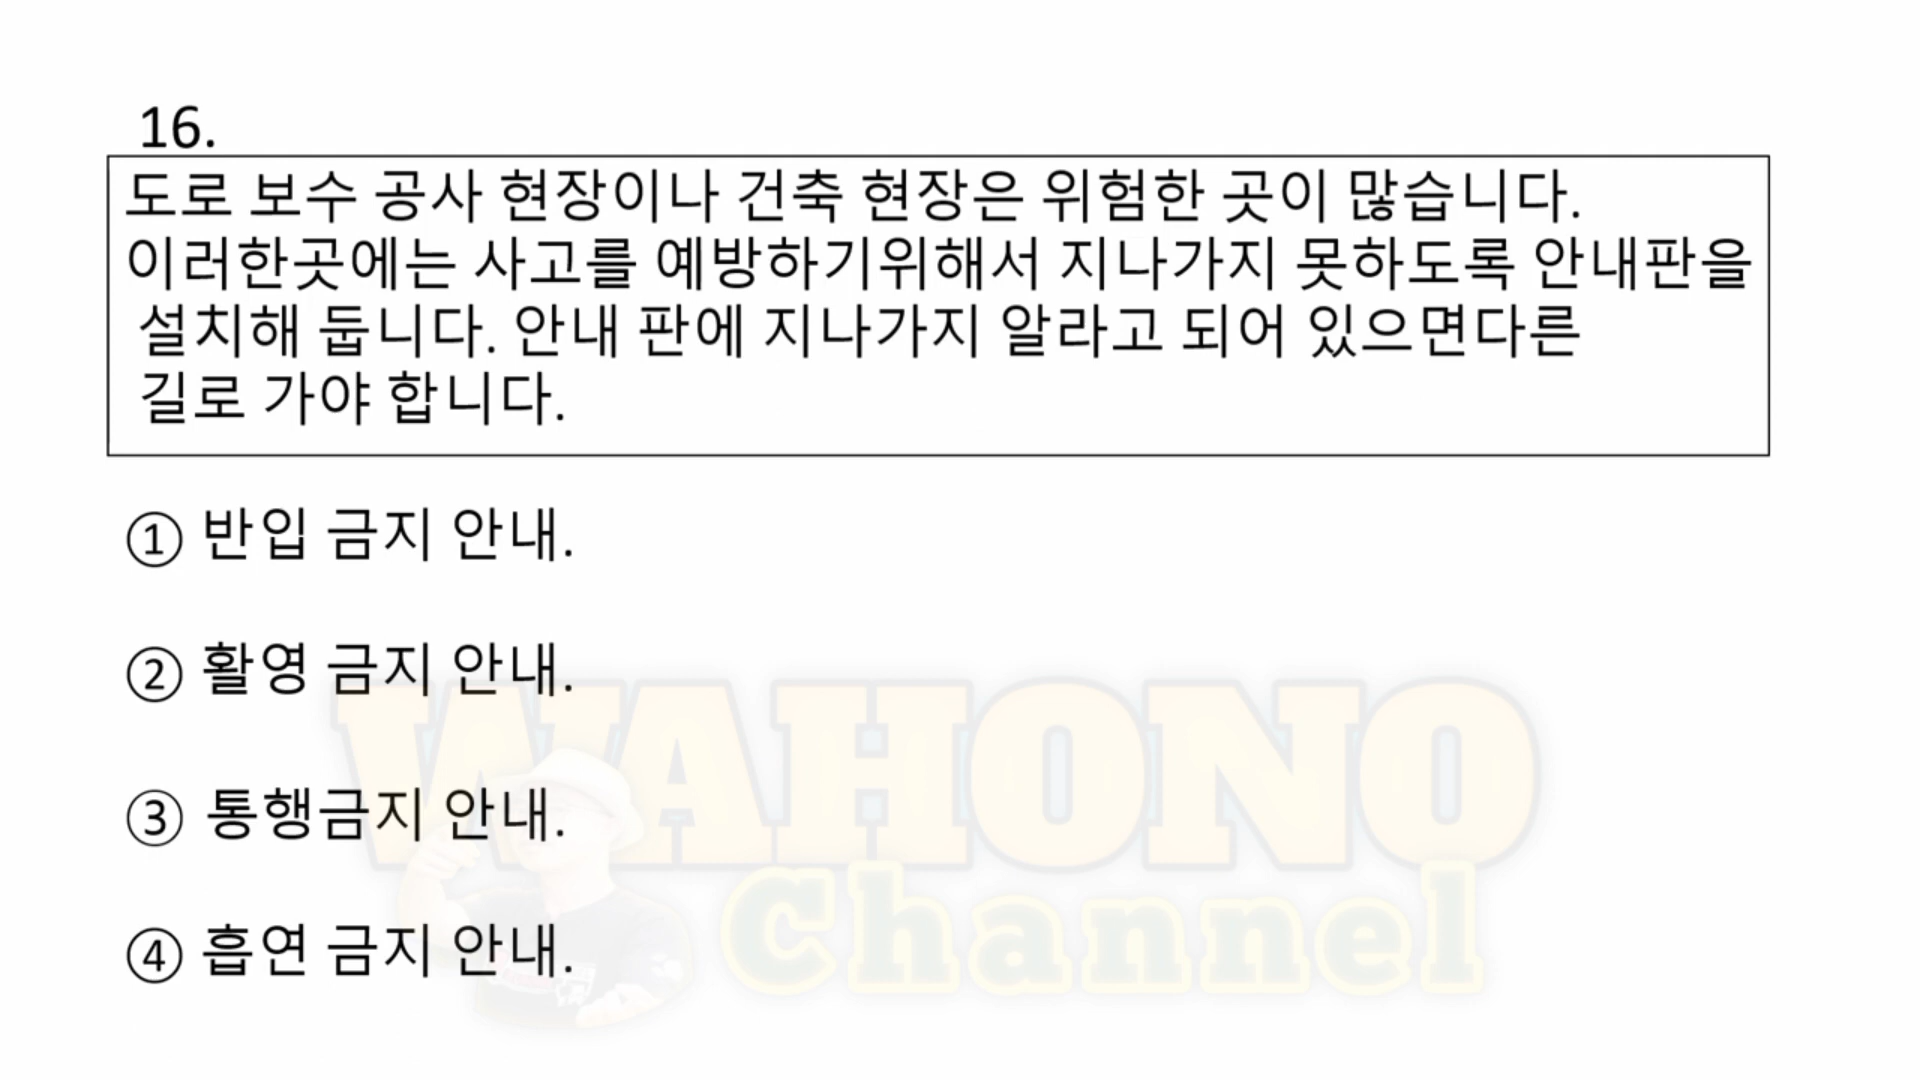 16.
도로 보수 공사 현장이나 건축 현장은 위험한 곳이 많습니다.
이러한곳에는 사고를 예방하기위해서 지나가지 못하도록 안내판을
설치해 둡니다. 안내 판에 지나가지 알라고 되어 있으면다른
길로 가야 합니다.
① 반입 금지 안내.
② 활영 금지 안내.
③ 통행금지 안내.
④ 흡연 금지 안내.
WAHONO
Channel